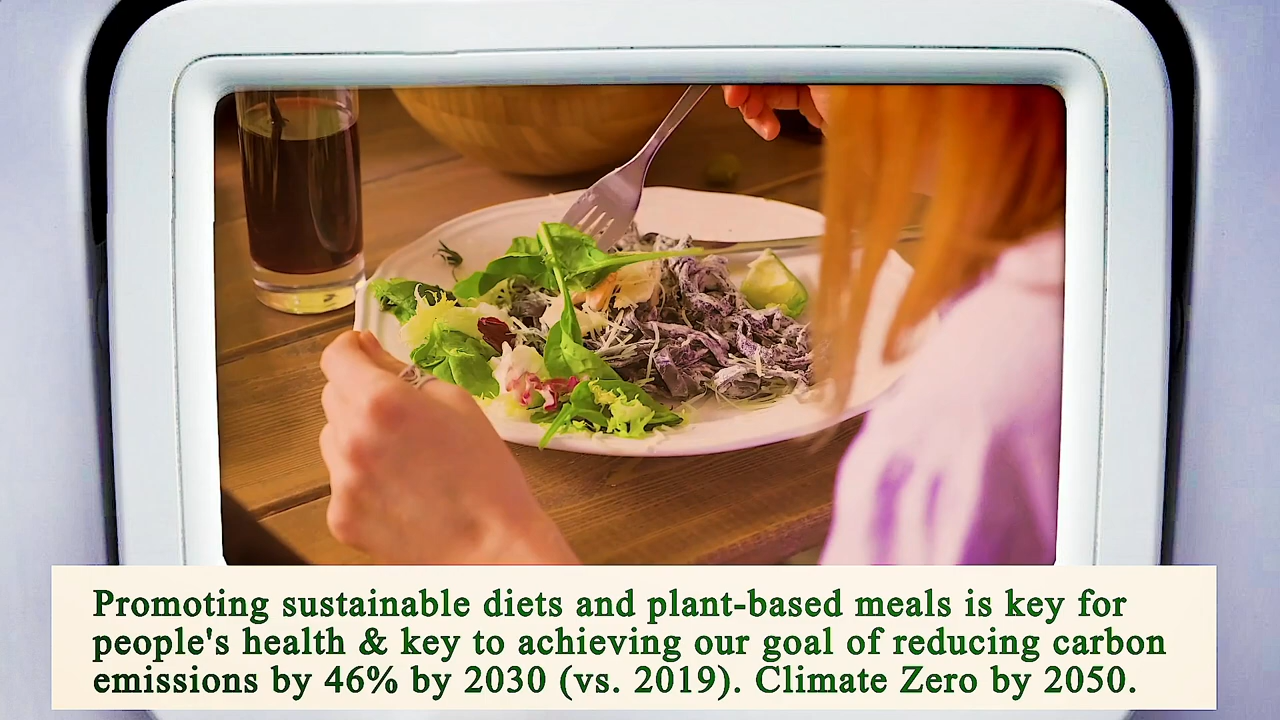 Promoting sustainable diets and plant-based meals is key for
people's health & key to achieving our goal of reducing carbon
emissions by 46% by 2030 (vs. 2019). Climate Zero by 2050.